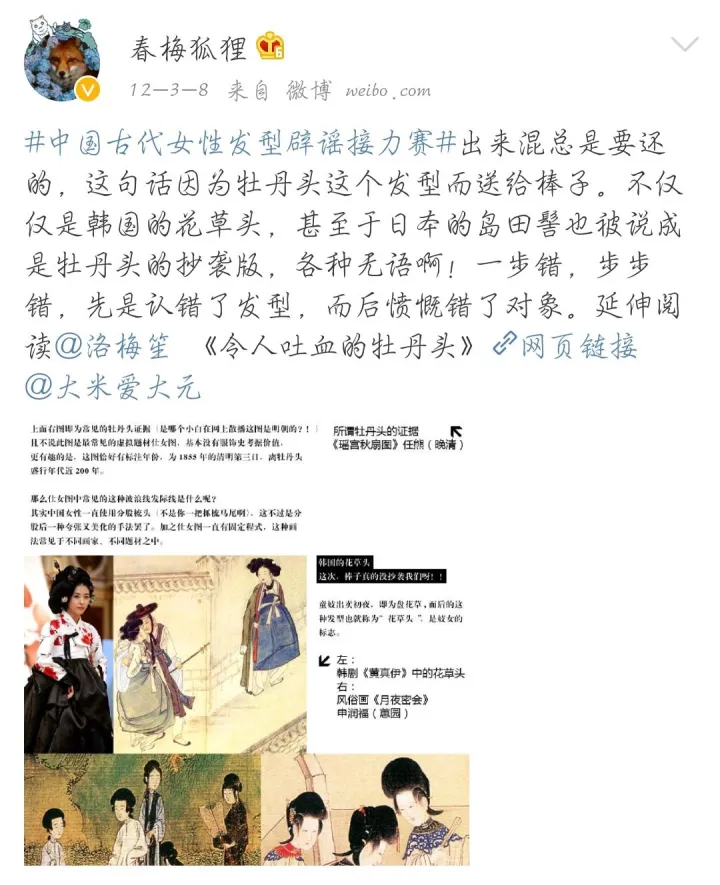 春梅狐狸
6
V
12-3-8 来自 微博 weibo.com
#中国古代女性发型辟谣接力赛#出来混总是要还
的，这句话因为牡丹头这个发型而送给棒子。不仅
仅是韩国的花草头，甚至于日本的岛田髻也被说成
是牡丹头的抄袭版，各种无语啊！一步错，步步
错，先是认错了发型，而后愤慨错了对象。延伸阅
读@洛梅笙 《令人吐血的牡丹头》网页链接
@大米爱大元
上面右图即为常见的牡丹头证据（是哪个小白在网上散播这图是明朝的？！）
且不说此图是最常见的虚拟题材仕女图，基本没有服饰史考据价值，
更有趣的是，这图恰好有标注年份，为 1855 年的清明第三日，离牡丹头
盛行年代近 200 年。
那么仕女图中常见的这种波浪线发际线是什么呢？
其实中国女性一直使用分股梳头（不是你一把抓梳马尾啊），这不过是分
股后一种夸张又美化的手法罢了。加之仕女图一直有固定程式，这种画
法常见于不同画家、不同题材之中。
所谓牡丹头的证据
《瑶宫秋扇图》任熊（晚清）
韩国的花草头
这次，棒子真的没抄袭我们呀！！
童妓出卖初夜，即为盘花草，而后的这
种发型也就称为“花草头”，是妓女的
标志。
左：
韩剧《黄真伊》中的花草头
右：
风俗画《月夜密会》
申润福（蕙园）